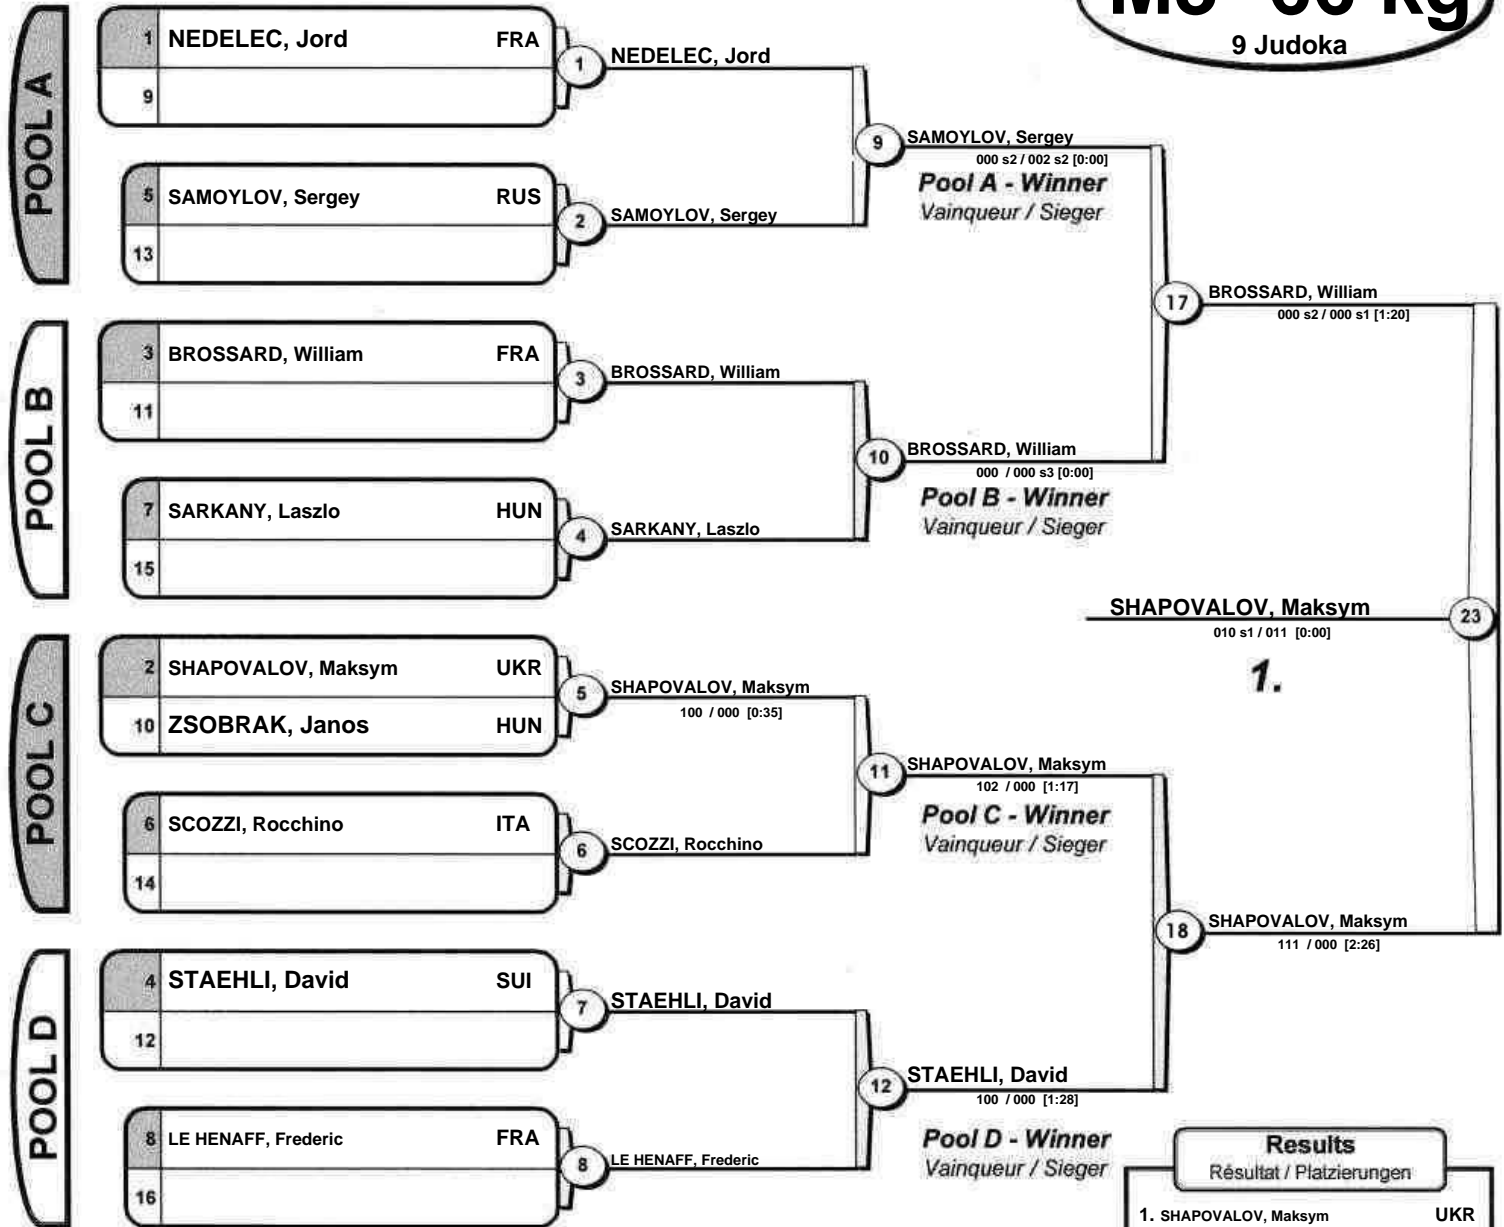 M3 -66 kg
9 Judoka
POOL A
1 NEDELEC, Jord FRA
9
1 NEDELEC, Jord
5 SAMOYLOV, Sergey RUS
13
2 SAMOYLOV, Sergey
9 SAMOYLOV, Sergey
000 s2 / 002 s2 [0:00]
Pool A - Winner
Vainqueur / Sieger
POOL B
3 BROSSARD, William FRA
11
3 BROSSARD, William
7 SARKANY, Laszlo HUN
15
4 SARKANY, Laszlo
10 BROSSARD, William
000 / 000 s3 [0:00]
Pool B - Winner
Vainqueur / Sieger
17 BROSSARD, William
000 s2 / 000 s1 [1:20]
SHAPOVALOV, Maksym 23
010 s1 / 011 [0:00]
1.
POOL C
2 SHAPOVALOV, Maksym UKR
10 ZSOBRAK, Janos HUN
5 SHAPOVALOV, Maksym
100 / 000 [0:35]
6 SCOZZI, Rocchino ITA
14
6 SCOZZI, Rocchino
11 SHAPOVALOV, Maksym
102 / 000 [1:17]
Pool C - Winner
Vainqueur / Sieger
18 SHAPOVALOV, Maksym
111 / 000 [2:26]
POOL D
4 STAEHLI, David SUI
12
7 STAEHLI, David
8 LE HENAFF, Frederic FRA
16
8 LE HENAFF, Frederic
12 STAEHLI, David
100 / 000 [1:28]
Pool D - Winner
Vainqueur / Sieger
Results
Résultat / Platzierungen
1. SHAPOVALOV, Maksym UKR